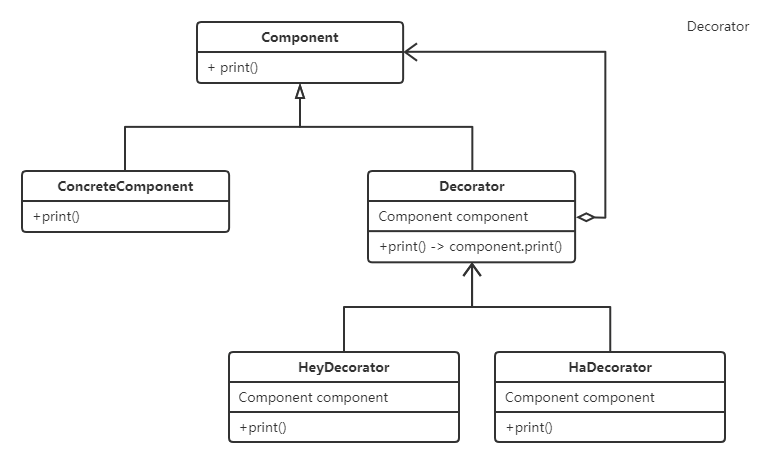 Decorator
Component
+ print()
ConcreteComponent
+print()
Decorator
Component component
+print() -> component.print()
HeyDecorator
Component component
+print()
HaDecorator
Component component
+print()